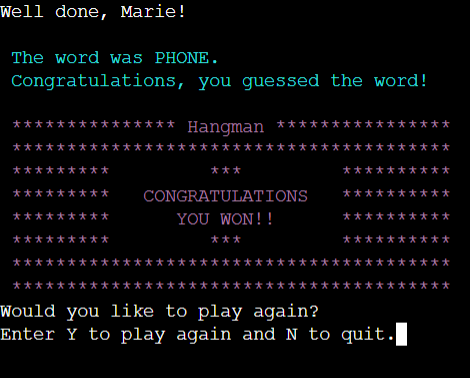 Well done, Marie!
The word was PHONE.
Congratulations, you guessed the word!
*************** Hangman ****************
****************************************
********* *** **********
********* CONGRATULATIONS **********
********* YOU WON!! **********
********* *** **********
****************************************
****************************************
Would you like to play again?
Enter Y to play again and N to quit.